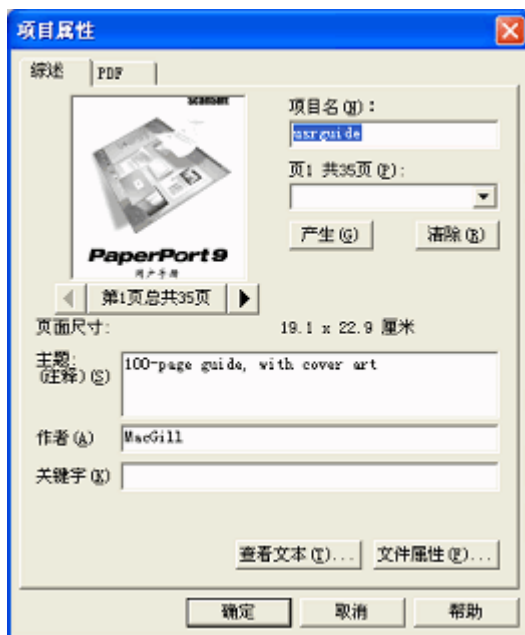 项目属性
综述 PDF
ScanSoft
PaperPort 9
用户手册
第1页总共35页
项目名(N):
usrguide
页1 共35页(P):
产生(G) 清除(R)
页面尺寸: 19.1 x 22.9 厘米
主题:
(注释)(S) 100-page guide, with cover art
作者(A) MacGill
关键字(K)
查看文本(T)... 文件属性(F)...
确定 取消 帮助